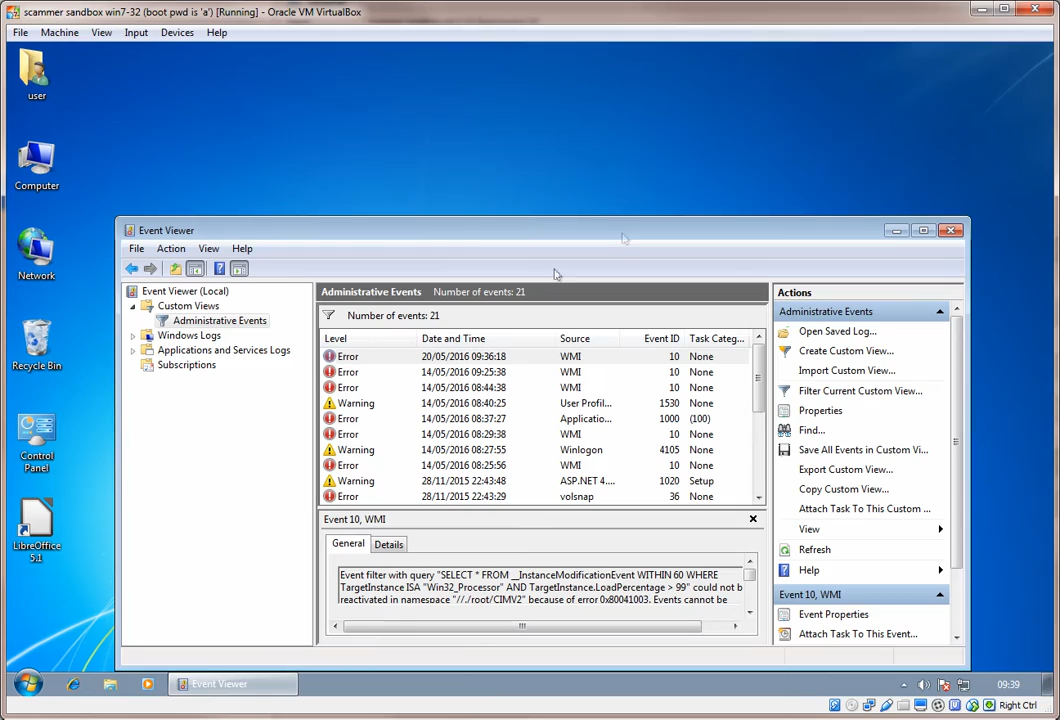 scammer sandbox win7-32 (boot pwd is 'a') [Running] - Oracle VM VirtualBox
File Machine View Input Devices Help
user
Computer
Network
Recycle Bin
Control
Panel
LibreOffice
5.1
Event Viewer
File Action View Help
Event Viewer (Local)
Custom Views
Administrative Events
Windows Logs
Applications and Services Logs
Subscriptions
Administrative Events Number of events: 21
Number of events: 21
Level Date and Time Source Event ID Task Categ...
Error 20/05/2016 09:36:18 WMI 10 None
Error 14/05/2016 09:25:38 WMI 10 None
Error 14/05/2016 08:44:38 WMI 10 None
Warning 14/05/2016 08:40:25 User Profil... 1530 None
Error 14/05/2016 08:37:27 Applicatio... 1000 (100)
Error 14/05/2016 08:29:38 WMI 10 None
Warning 14/05/2016 08:27:55 Winlogon 4105 None
Error 14/05/2016 08:25:56 WMI 10 None
Warning 28/11/2015 22:43:48 ASP.NET 4.... 1020 Setup
Error 28/11/2015 22:43:29 volsnap 36 None
Event 10, WMI
General Details
Event filter with query "SELECT * FROM __InstanceModificationEvent WITHIN 60 WHERE
TargetInstance ISA "Win32_Processor" AND TargetInstance.LoadPercentage > 99" could not b
reactivated in namespace "//./root/CIMV2" because of error 0x80041003. Events cannot be
Actions
Administrative Events
Open Saved Log...
Create Custom View...
Import Custom View...
Filter Current Custom View...
Properties
Find...
Save All Events in Custom Vi...
Export Custom View...
Copy Custom View...
Attach Task To This Custom ...
View
Refresh
Help
Event 10, WMI
Event Properties
Attach Task To This Event...
Event Viewer
09:39
Right Ctrl